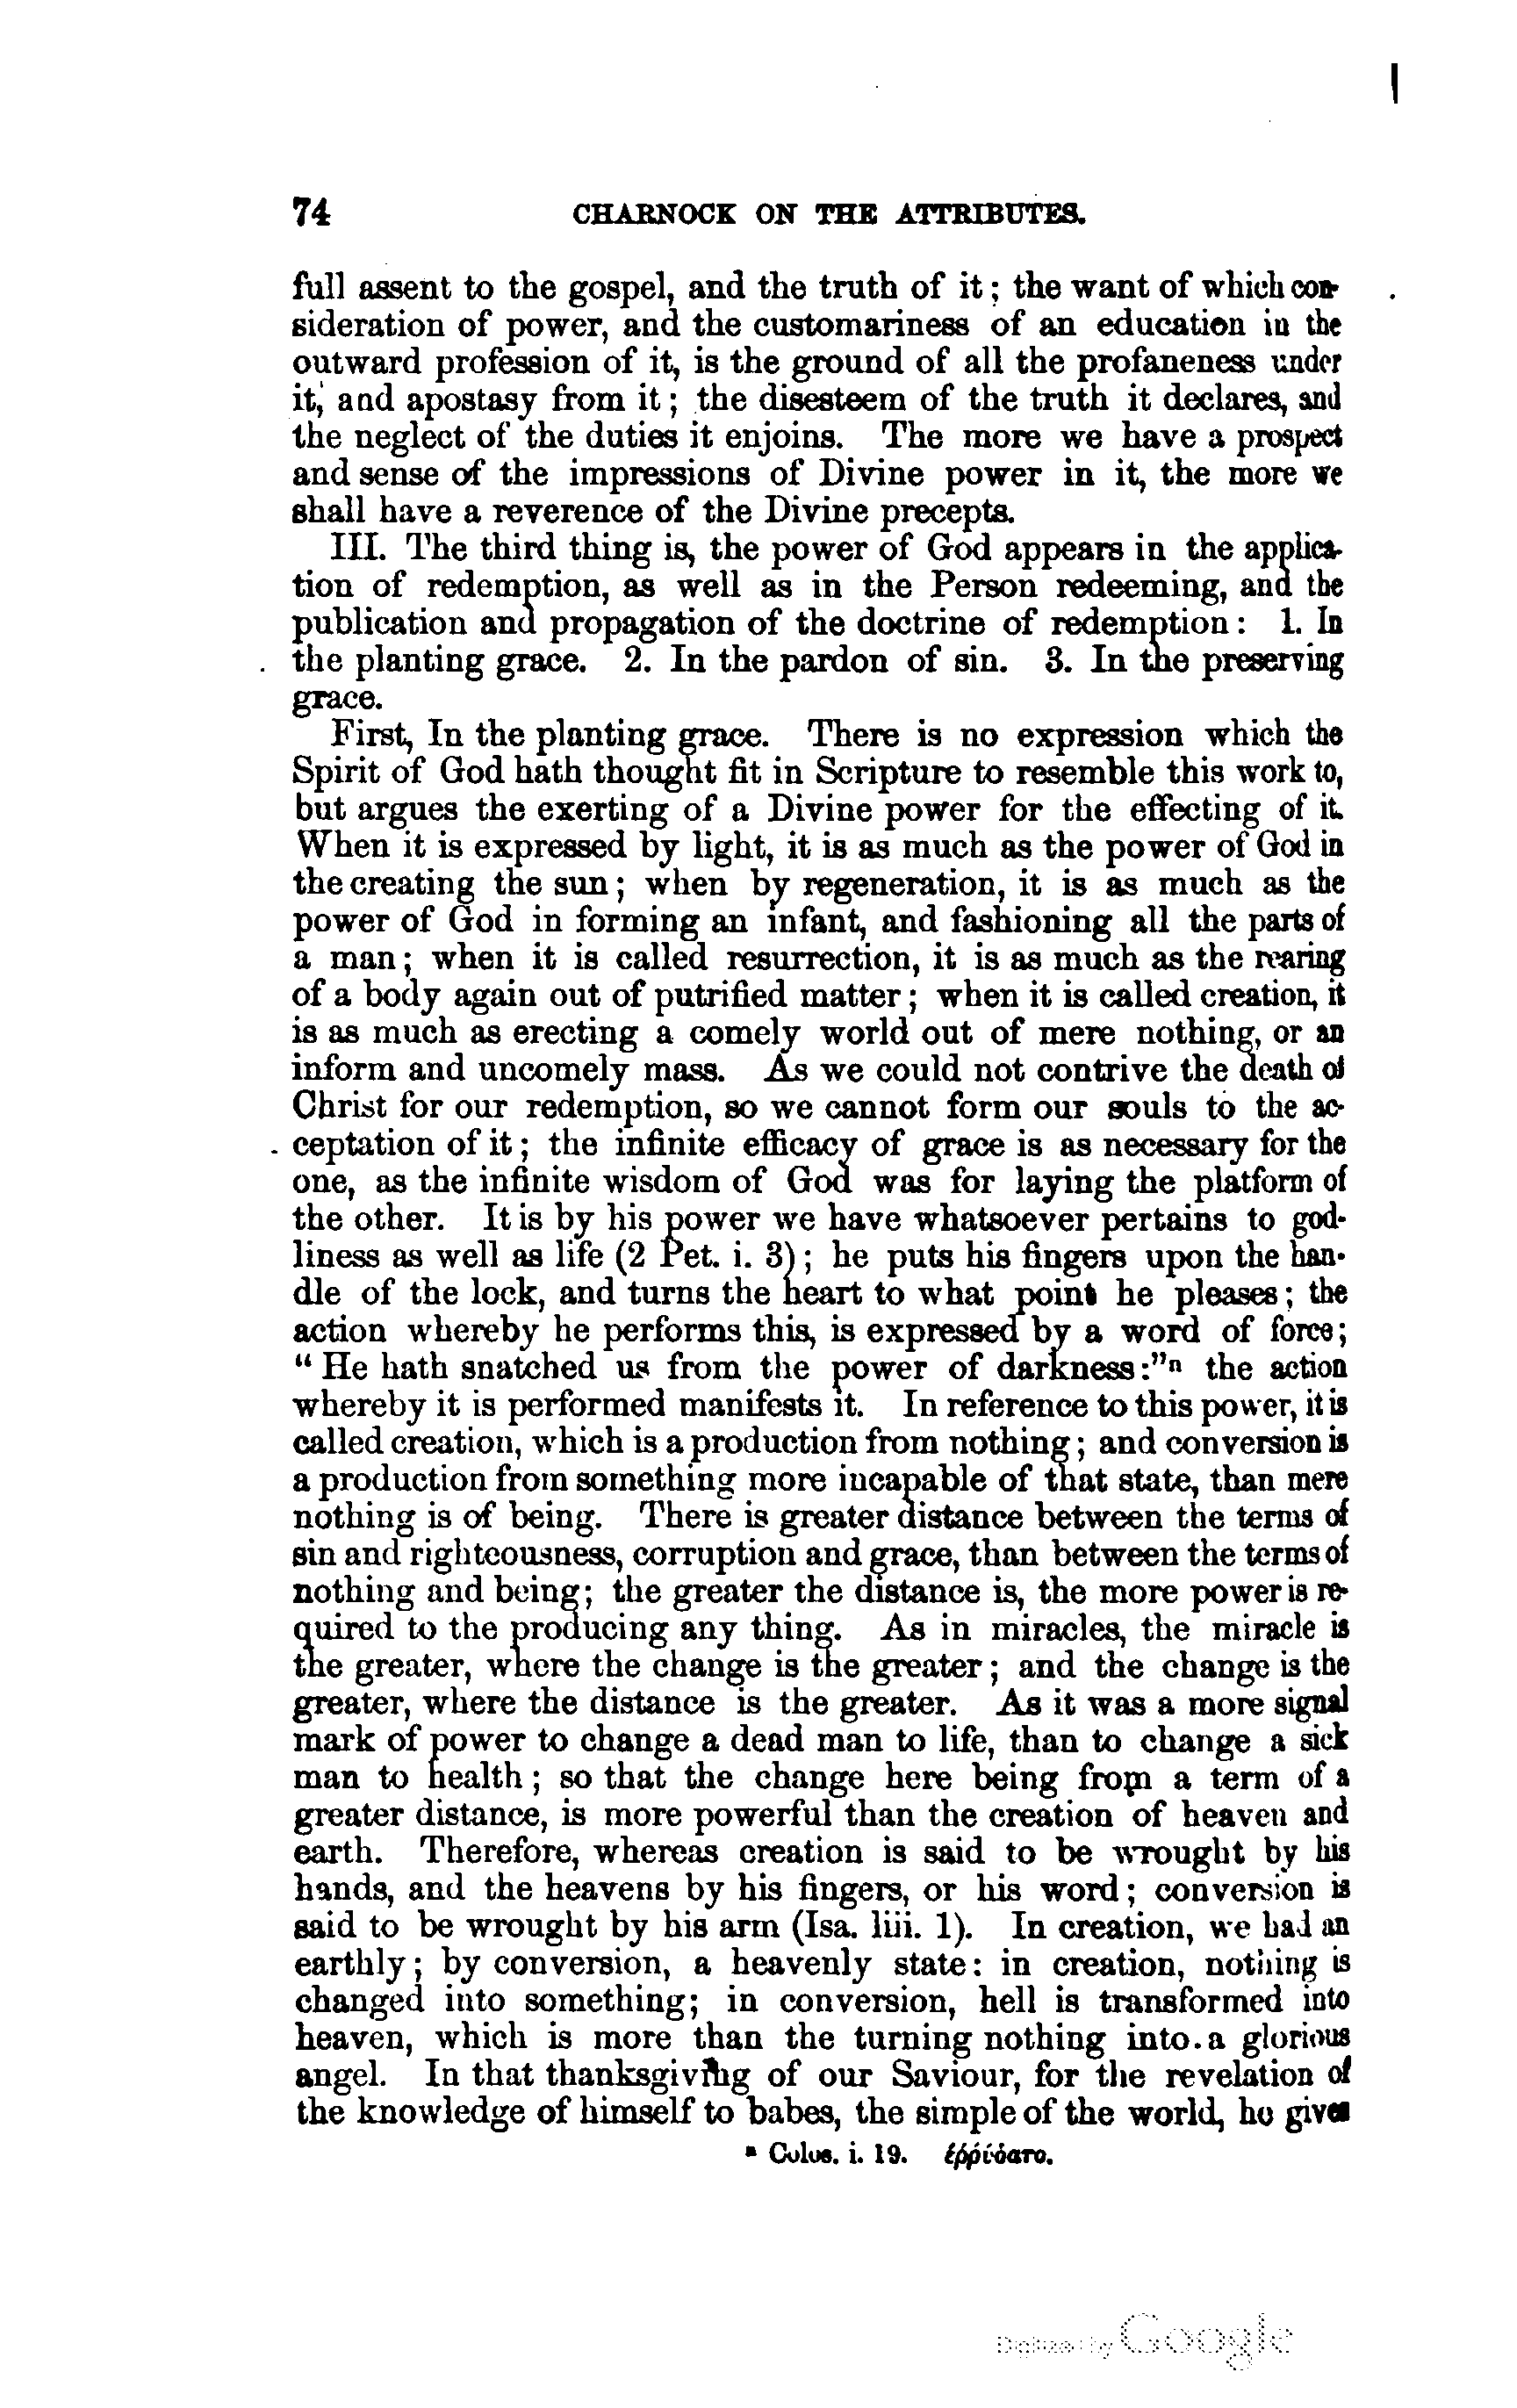 74 CHARNOCK ON THE ATTRIBUTES.
full assent to the gospel, and the truth of it; the want of which con-
sideration of power, and the customariness of an education in the
outward profession of it, is the ground of all the profaneness under
it, and apostasy from it; the disesteem of the truth it declares, and
the neglect of the duties it enjoins. The more we have a prospect
and sense of the impressions of Divine power in it, the more we
shall have a reverence of the Divine precepts.
III. The third thing is, the power of God appears in the applica-
tion of redemption, as well as in the Person redeeming, and the
publication and propagation of the doctrine of redemption: 1. In
the planting grace. 2. In the pardon of sin. 3. In the preserving
grace.
First, In the planting grace. There is no expression which the
Spirit of God hath thought fit in Scripture to resemble this work to,
but argues the exerting of a Divine power for the effecting of it.
When it is expressed by light, it is as much as the power of God in
the creating the sun; when by regeneration, it is as much as the
power of God in forming an infant, and fashioning all the parts of
a man; when it is called resurrection, it is as much as the rearing
of a body again out of putrified matter; when it is called creation, it
is as much as erecting a comely world out of mere nothing, or an
inform and uncomely mass. As we could not contrive the death of
Christ for our redemption, so we cannot form our souls to the ac-
ceptation of it; the infinite efficacy of grace is as necessary for the
one, as the infinite wisdom of God was for laying the platform of
the other. It is by his power we have whatsoever pertains to god-
liness as well as life (2 Pet. i. 3); he puts his fingers upon the han-
dle of the lock, and turns the heart to what point he pleases; the
action whereby he performs this, is expressed by a word of force;
"He hath snatched us from the power of darkness:"n the action
whereby it is performed manifests it. In reference to this power, it is
called creation, which is a production from nothing; and conversion is
a production from something more incapable of that state, than mere
nothing is of being. There is greater distance between the terms of
sin and righteousness, corruption and grace, than between the terms of
nothing and being; the greater the distance is, the more power is re-
quired to the producing any thing. As in miracles, the miracle is
the greater, where the change is the greater; and the change is the
greater, where the distance is the greater. As it was a more signal
mark of power to change a dead man to life, than to change a sick
man to health; so that the change here being from a term of a
greater distance, is more powerful than the creation of heaven and
earth. Therefore, whereas creation is said to be wrought by his
hands, and the heavens by his fingers, or his word; conversion is
said to be wrought by his arm (Isa. liii. 1). In creation, we had an
earthly; by conversion, a heavenly state: in creation, nothing is
changed into something; in conversion, hell is transformed into
heaven, which is more than the turning nothing into a glorious
angel. In that thanksgiving of our Saviour, for the revelation of
the knowledge of himself to babes, the simple of the world, he gives
n Colos. i. 19. ἐῤῥύσατο.
Digitized by Google